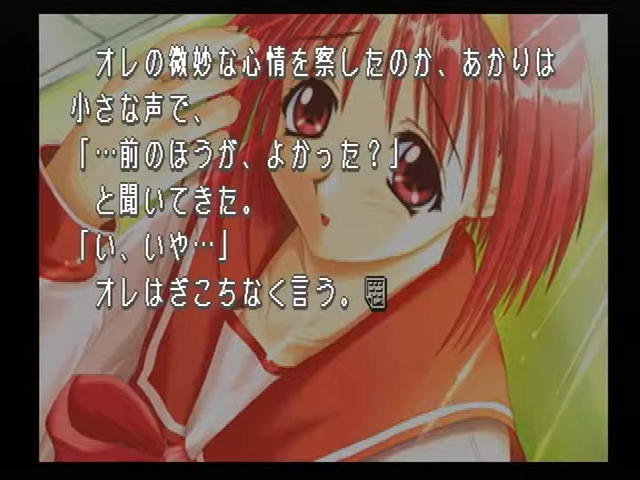 オレの微妙な心情を察したのか、あかりは
小さな声で、
「…前のほうが、よかった？」
と聞いてきた。
「い、いや…」
オレはぎこちなく言う。